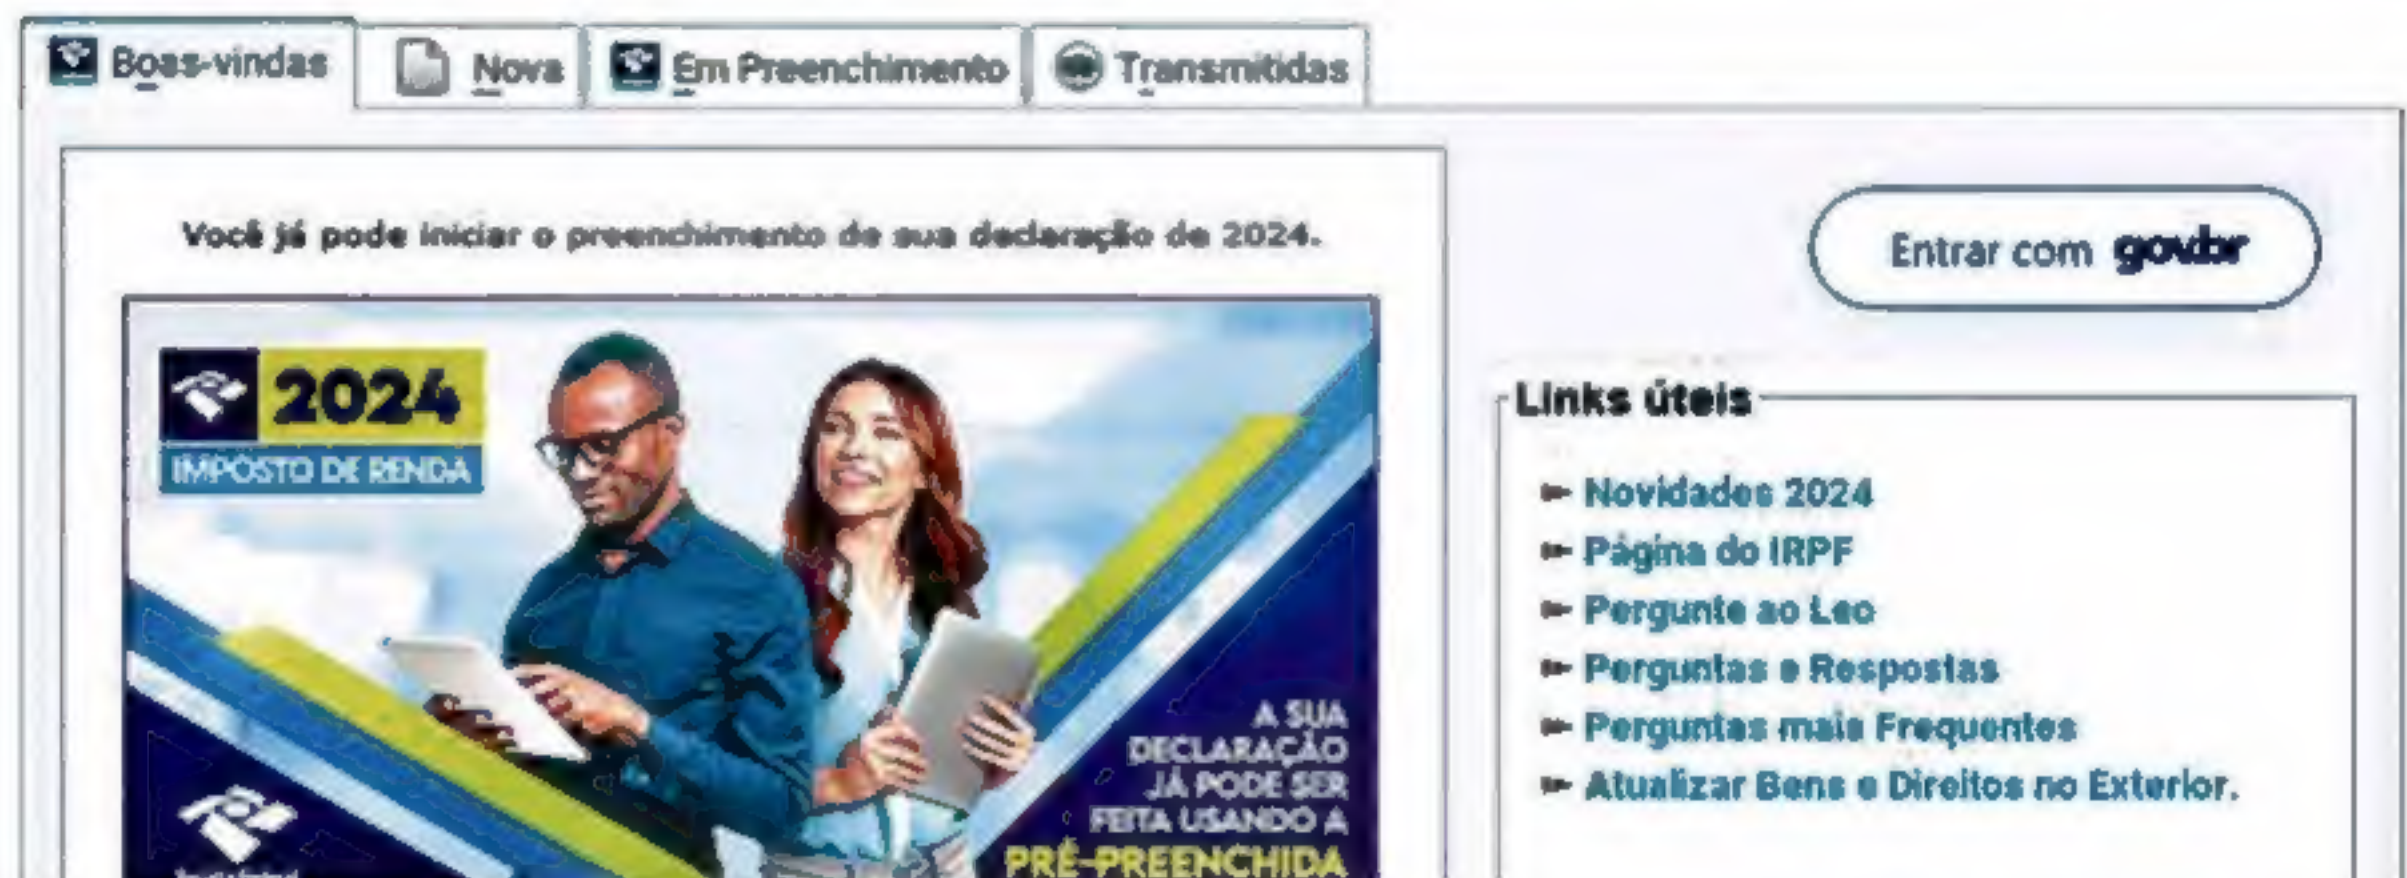 Boas-vindas
Nova
Em Preenchimento
Transmitidas
Você já pode iniciar o preenchimento de sua declaração de 2024.
Entrar com gov.br
2024
IMPOSTO DE RENDA
A SUA
DECLARAÇÃO
JÁ PODE SER
FEITA USANDO A
PRÉ-PREENCHIDA
Links úteis
Novidades 2024
Página do IRPF
Pergunte ao Leo
Perguntas e Respostas
Perguntas mais Frequentes
Atualizar Bens e Direitos no Exterior.